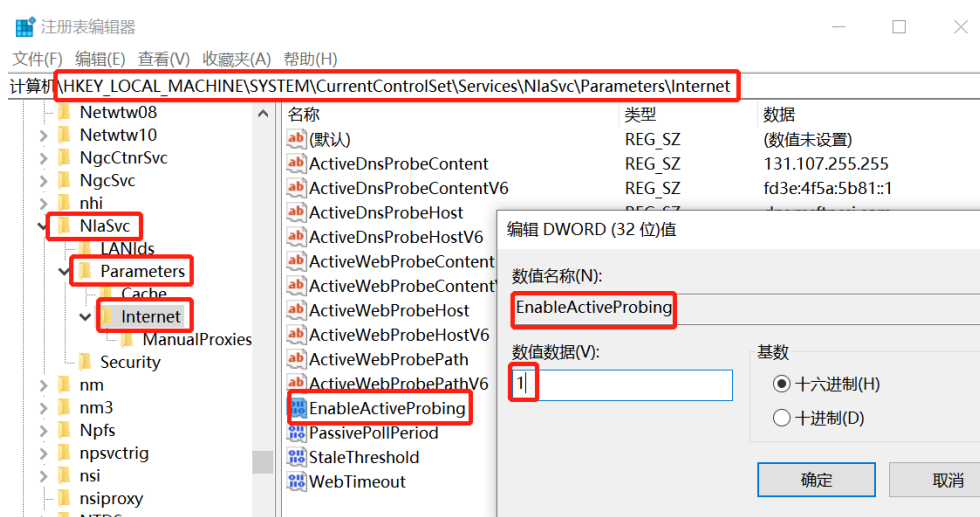 注册表编辑器
文件(F) 编辑(E) 查看(V) 收藏夹(A) 帮助(H)
计算机\HKEY_LOCAL_MACHINE\SYSTEM\CurrentControlSet\Services\NlaSvc\Parameters\Internet
Netwtw08
Netwtw10
NgcCtnrSvc
NgcSvc
nhi
NlaSvc
LANIds
Parameters
Cache
Internet
ManualProxies
Security
nm
nm3
Npfs
npsvctrig
nsi
nsiproxy
名称 类型 数据
(默认) REG_SZ (数值未设置)
ActiveDnsProbeContent REG_SZ 131.107.255.255
ActiveDnsProbeContentV6 REG_SZ fd3e:4f5a:5b81::1
ActiveDnsProbeHost
ActiveDnsProbeHostV6
ActiveWebProbeContent
ActiveWebProbeContent
ActiveWebProbeHost
ActiveWebProbeHostV6
ActiveWebProbePath
ActiveWebProbePathV6
EnableActiveProbing
PassivePollPeriod
StaleThreshold
WebTimeout
编辑 DWORD (32 位)值
数值名称(N):
EnableActiveProbing
数值数据(V):
1
基数
十六进制(H)
十进制(D)
确定 取消